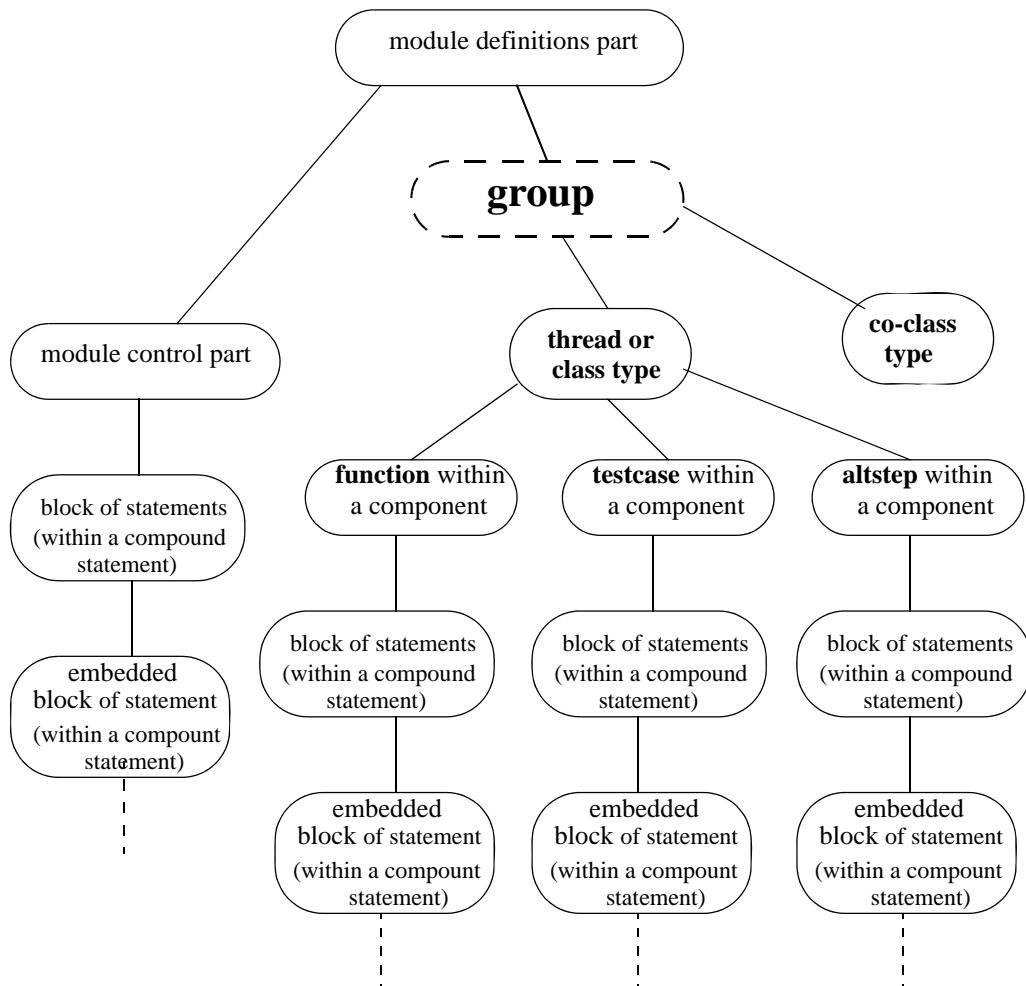 module definitions part
group
thread or
class type
co-class
type
module control part
function within
a component
testcase within
a component
altstep within
a component
block of statements
(within a compound
statement)
block of statements
(within a compound
statement)
block of statements
(within a compound
statement)
block of statements
(within a compound
statement)
embedded
block of statement
(within a compount
statement)
embedded
block of statement
(within a compount
statement)
embedded
block of statement
(within a compount
statement)
embedded
block of statement
(within a compount
statement)